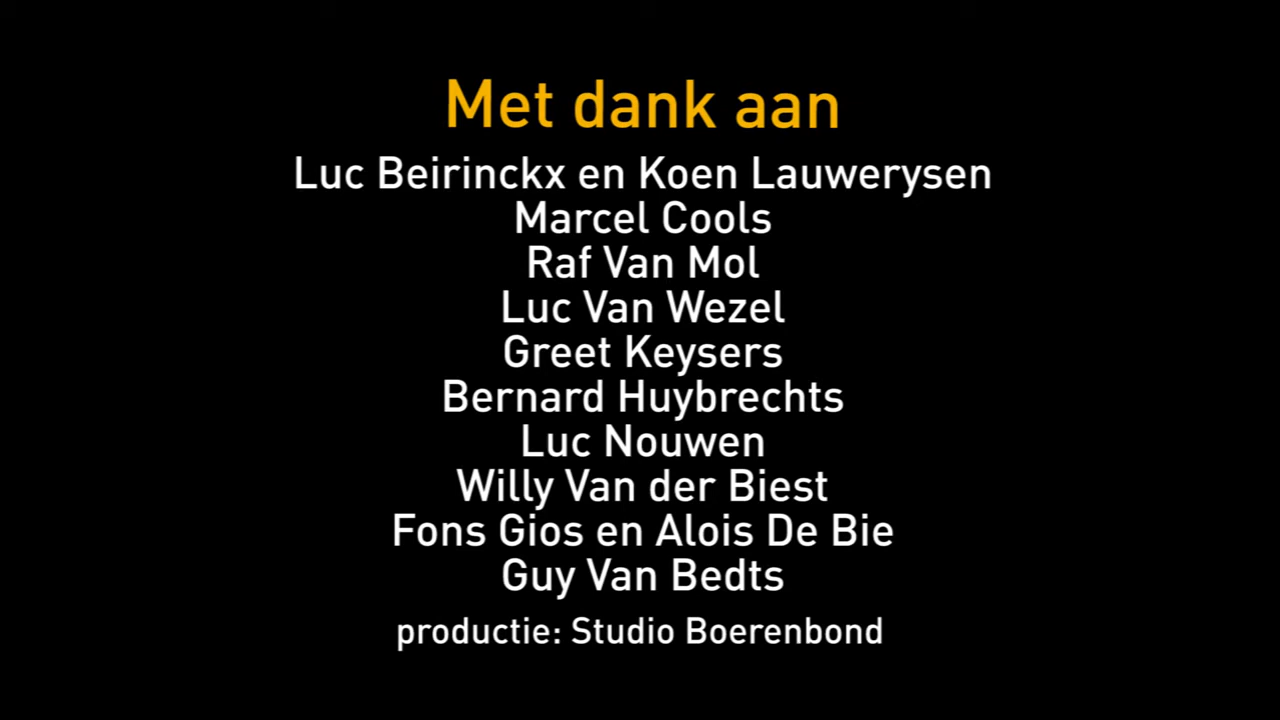 Met dank aan
Luc Beirinckx en Koen Lauwerysen
Marcel Cools
Raf Van Mol
Luc Van Wezel
Greet Keysers
Bernard Huybrechts
Luc Nouwen
Willy Van der Biest
Fons Gios en Alois De Bie
Guy Van Bedts
productie: Studio Boerenbond